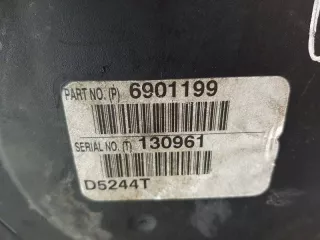 PART NO. (P) 6901199
SERIAL NO. (T) 130961
D5244T